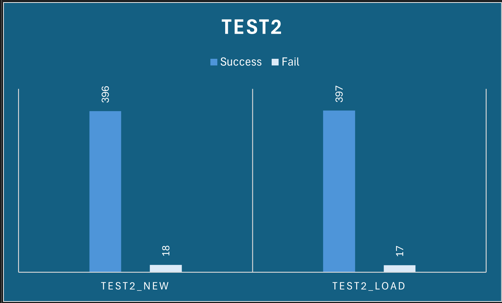 TEST2
Success Fail
396
397
18
17
TEST2_NEW
TEST2_LOAD